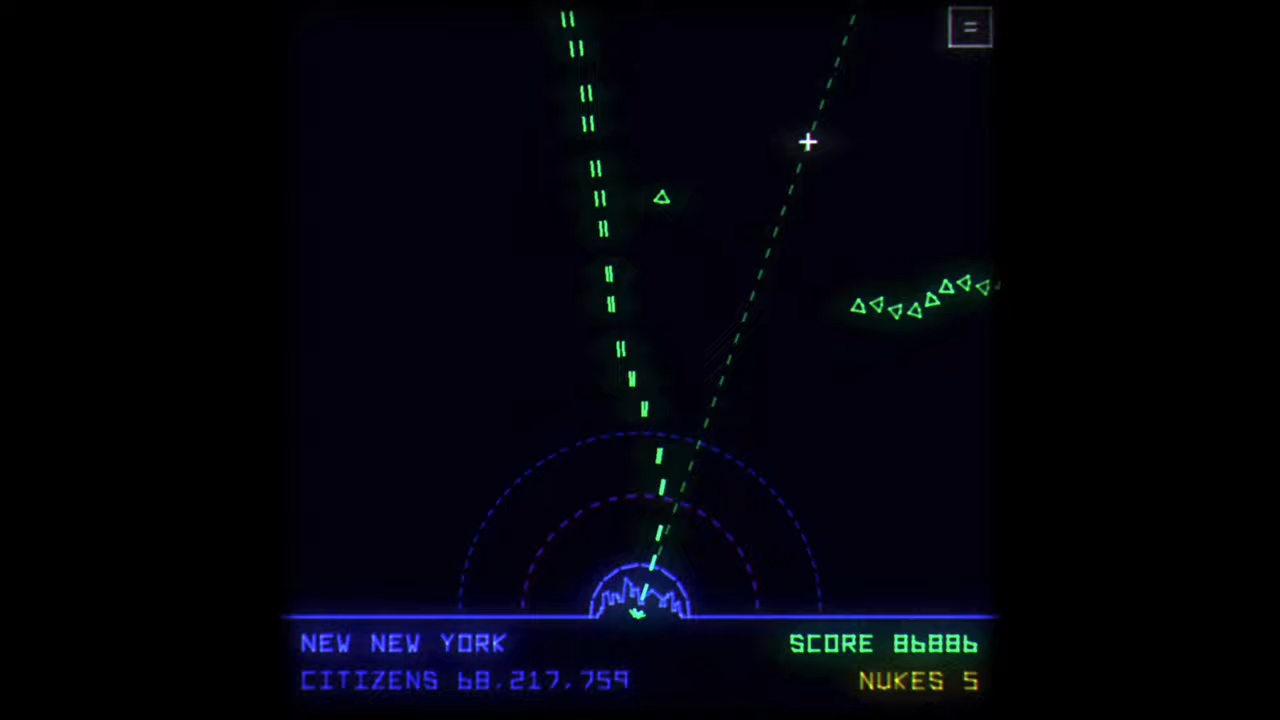 NEW NEW YORK
SCORE 86886
CITIZENS 68,217,759
NUKES 5